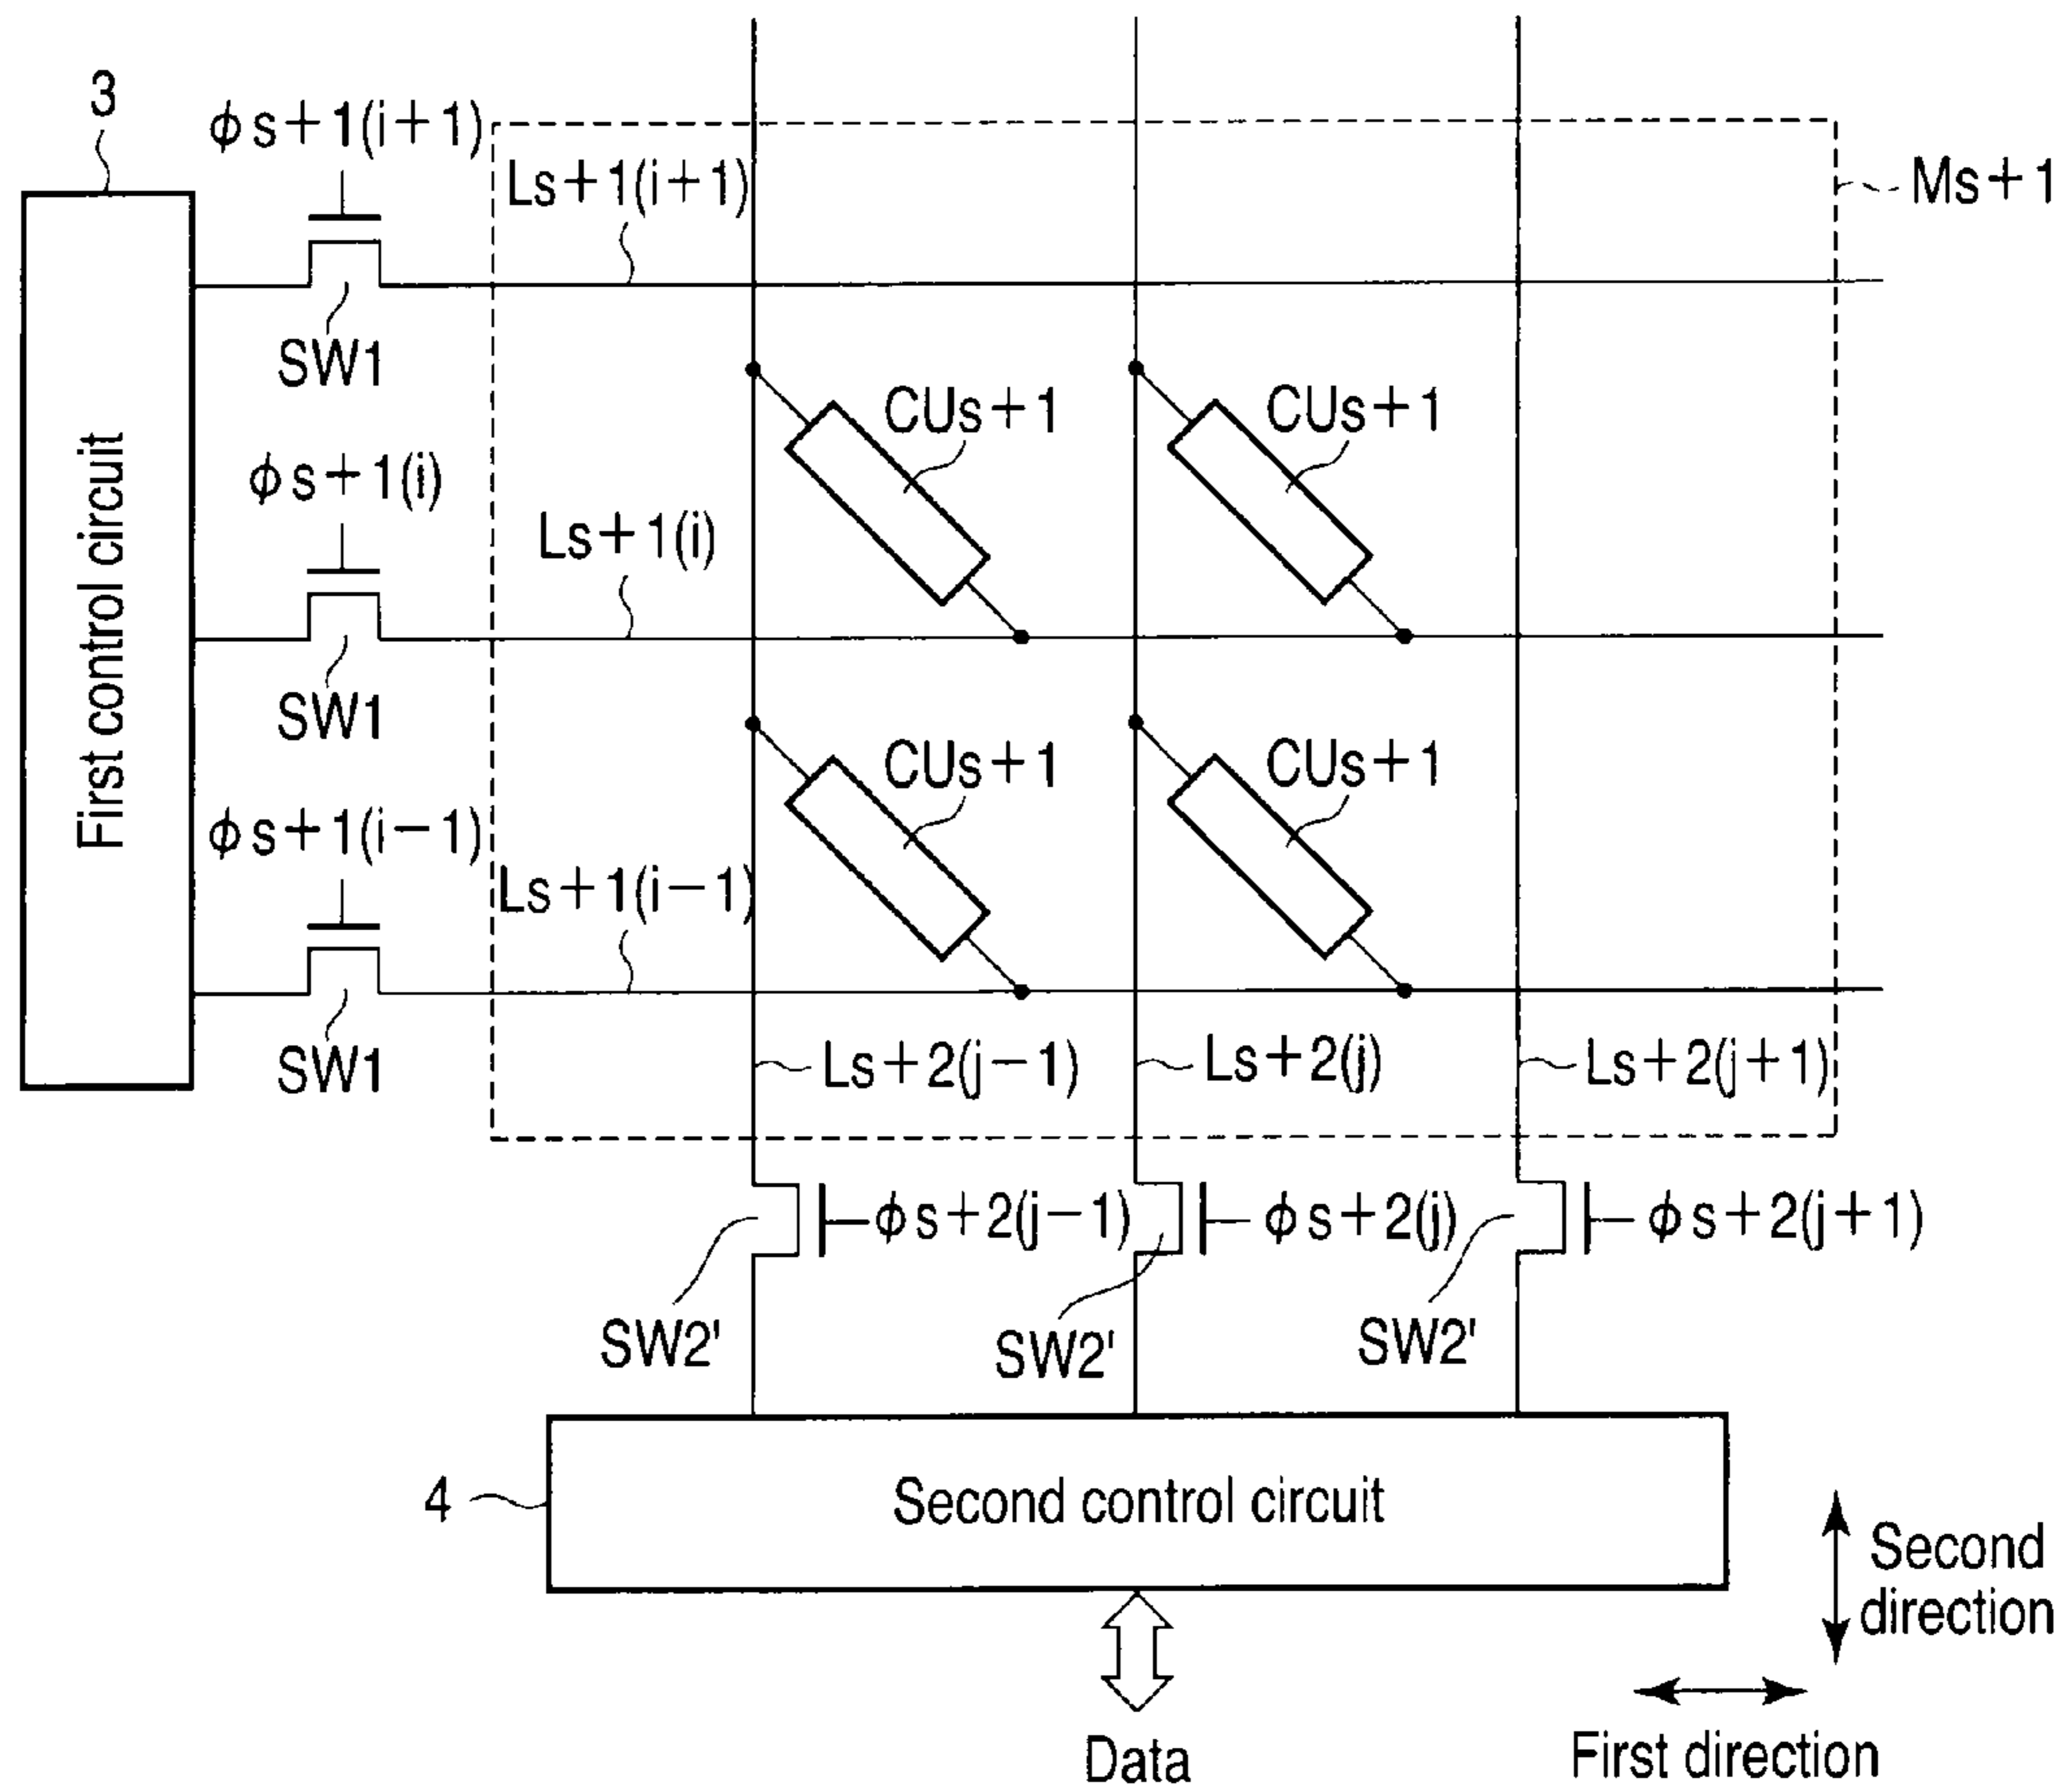 3
ϕs+1(i+1)
Ls+1(i+1)
Ms+1
SW1
CUs+1
CUs+1
First control circuit
ϕs+1(i)
Ls+1(i)
SW1
CUs+1
CUs+1
ϕs+1(i−1)
Ls+1(i−1)
SW1
Ls+2(j−1)
Ls+2(j)
Ls+2(j+1)
ϕs+2(j−1)
ϕs+2(j)
ϕs+2(j+1)
SW2'
SW2'
SW2'
4
Second control circuit
Second
direction
First direction
Data